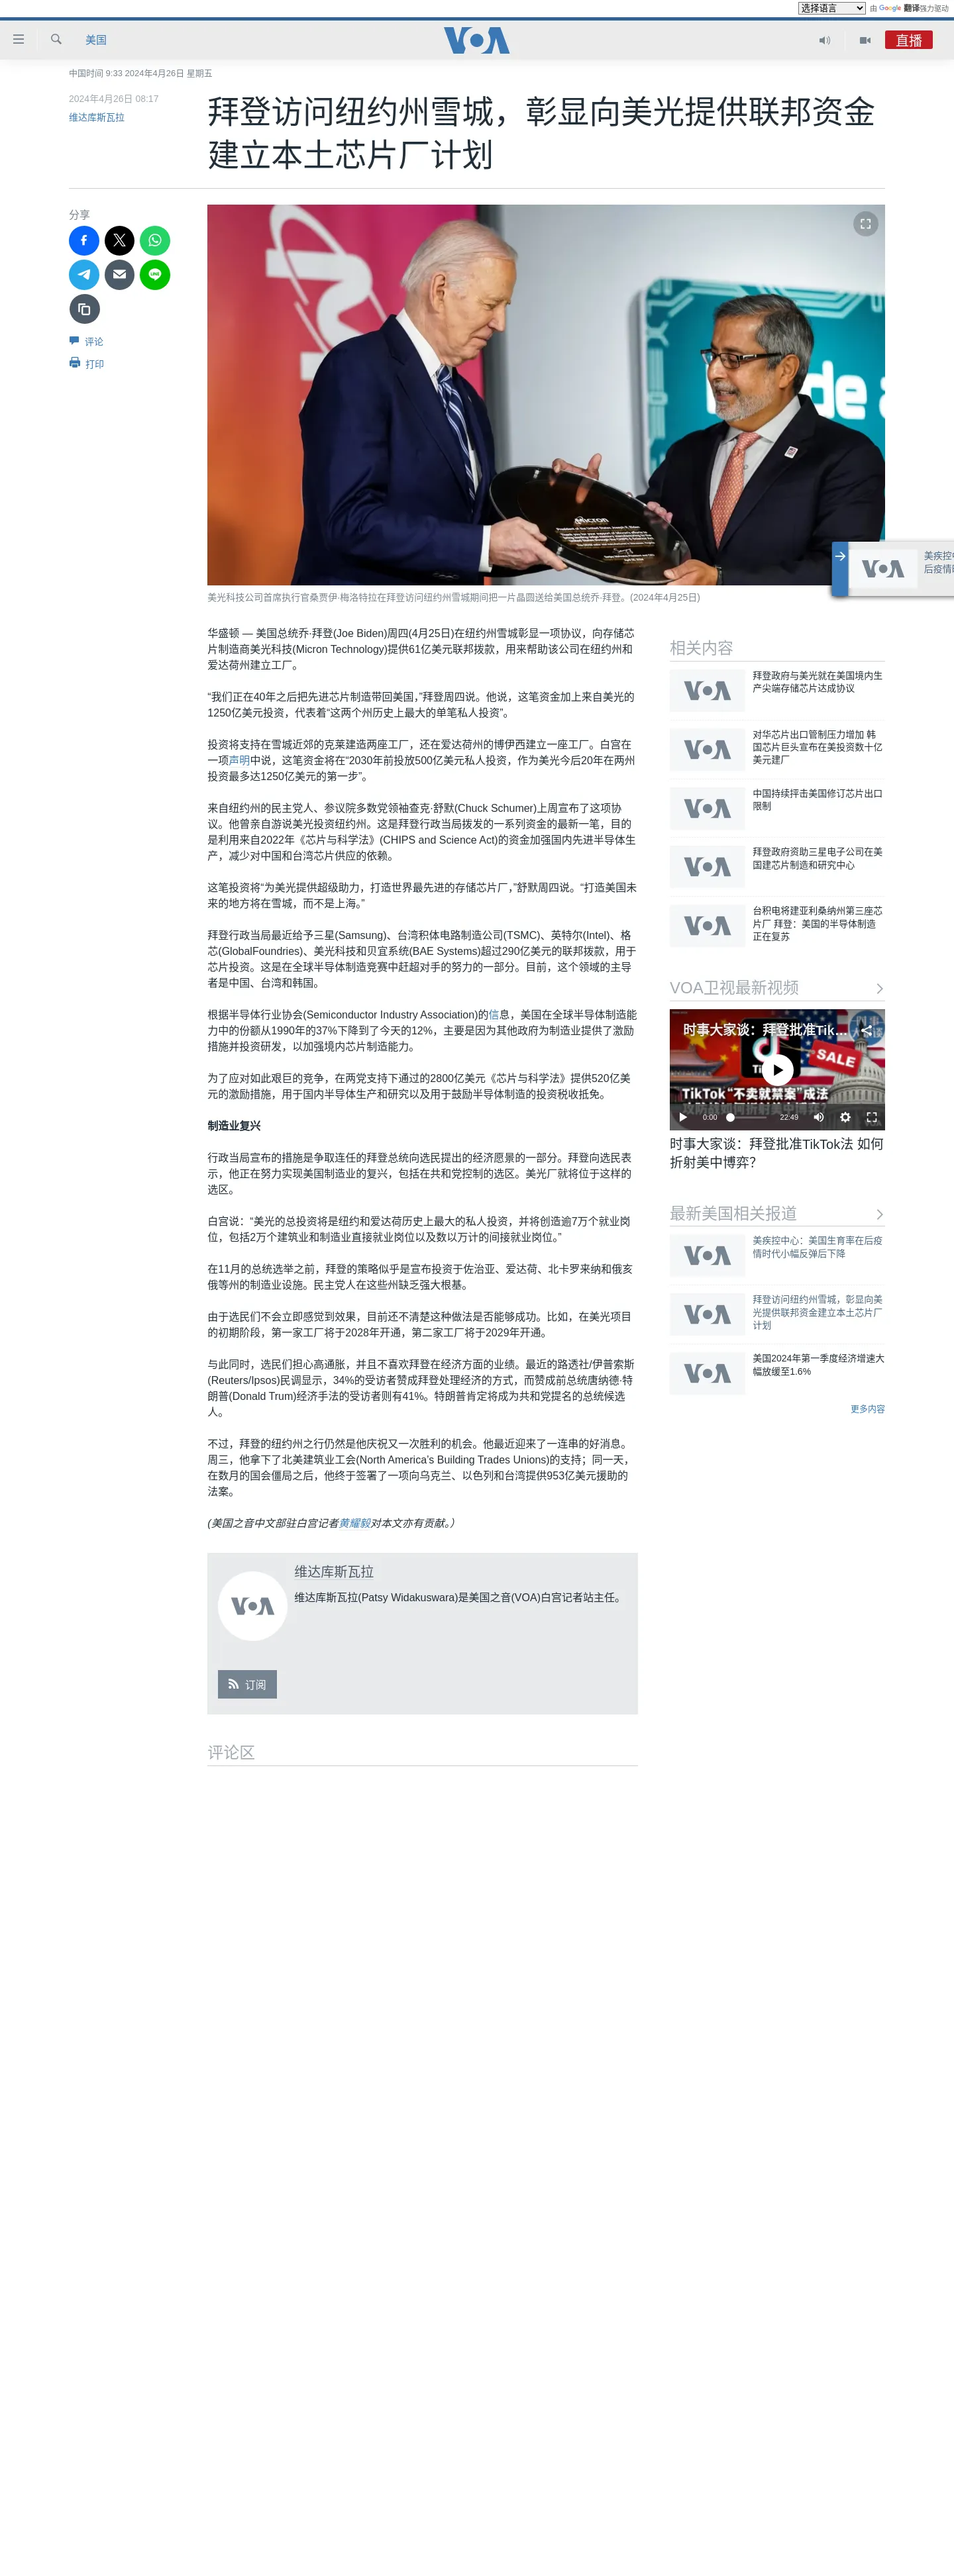 选择语言 由 Google 翻译强力驱动
美国
VOA
直播
中国时间 9:33 2024年4月26日 星期五
2024年4月26日 08:17
维达库斯瓦拉
拜登访问纽约州雪城，彰显向美光提供联邦资金
建立本土芯片厂计划
分享
评论
打印
MICRON
美光科技公司首席执行官桑贾伊·梅洛特拉在拜登访问纽约州雪城期间把一片晶圆送给美国总统乔·拜登。(2024年4月25日)
VOA
华盛顿 — 美国总统乔·拜登(Joe Biden)周四(4月25日)在纽约州雪城彰显一项协议，向存储芯
片制造商美光科技(Micron Technology)提供61亿美元联邦拨款，用来帮助该公司在纽约州和
爱达荷州建立工厂。
“我们正在40年之后把先进芯片制造带回美国，”拜登周四说。他说，这笔资金加上来自美光的
1250亿美元投资，代表着“这两个州历史上最大的单笔私人投资”。
投资将支持在雪城近郊的克莱建造两座工厂，还在爱达荷州的博伊西建立一座工厂。白宫在
一项声明中说，这笔资金将在“2030年前投放500亿美元私人投资，作为美光今后20年在两州
投资最多达1250亿美元的第一步”。
来自纽约州的民主党人、参议院多数党领袖查克·舒默(Chuck Schumer)上周宣布了这项协
议。他曾亲自游说美光投资纽约州。这是拜登行政当局拨发的一系列资金的最新一笔，目的
是利用来自2022年《芯片与科学法》(CHIPS and Science Act)的资金加强国内先进半导体生
产，减少对中国和台湾芯片供应的依赖。
这笔投资将“为美光提供超级助力，打造世界最先进的存储芯片厂，”舒默周四说。“打造美国未
来的地方将在雪城，而不是上海。”
拜登行政当局最近给予三星(Samsung)、台湾积体电路制造公司(TSMC)、英特尔(Intel)、格
芯(GlobalFoundries)、美光科技和贝宜系统(BAE Systems)超过290亿美元的联邦拨款，用于
芯片投资。这是在全球半导体制造竞赛中赶超对手的努力的一部分。目前，这个领域的主导
者是中国、台湾和韩国。
根据半导体行业协会(Semiconductor Industry Association)的信息，美国在全球半导体制造能
力中的份额从1990年的37%下降到了今天的12%，主要是因为其他政府为制造业提供了激励
措施并投资研发，以加强境内芯片制造能力。
为了应对如此艰巨的竞争，在两党支持下通过的2800亿美元《芯片与科学法》提供520亿美
元的激励措施，用于国内半导体生产和研究以及用于鼓励半导体制造的投资税收抵免。
制造业复兴
行政当局宣布的措施是争取连任的拜登总统向选民提出的经济愿景的一部分。拜登向选民表
示，他正在努力实现美国制造业的复兴，包括在共和党控制的选区。美光厂就将位于这样的
选区。
白宫说：“美光的总投资将是纽约和爱达荷历史上最大的私人投资，并将创造逾7万个就业岗
位，包括2万个建筑业和制造业直接就业岗位以及数以万计的间接就业岗位。”
在11月的总统选举之前，拜登的策略似乎是宣布投资于佐治亚、爱达荷、北卡罗来纳和俄亥
俄等州的制造业设施。民主党人在这些州缺乏强大根基。
由于选民们不会立即感觉到效果，目前还不清楚这种做法是否能够成功。比如，在美光项目
的初期阶段，第一家工厂将于2028年开通，第二家工厂将于2029年开通。
与此同时，选民们担心高通胀，并且不喜欢拜登在经济方面的业绩。最近的路透社/伊普索斯
(Reuters/Ipsos)民调显示，34%的受访者赞成拜登处理经济的方式，而赞成前总统唐纳德·特
朗普(Donald Trum)经济手法的受访者则有41%。特朗普肯定将成为共和党提名的总统候选
人。
不过，拜登的纽约州之行仍然是他庆祝又一次胜利的机会。他最近迎来了一连串的好消息。
周三，他拿下了北美建筑业工会(North America’s Building Trades Unions)的支持；同一天，
在数月的国会僵局之后，他终于签署了一项向乌克兰、以色列和台湾提供953亿美元援助的
法案。
(美国之音中文部驻白宫记者黄耀毅对本文亦有贡献。）
维达库斯瓦拉
维达库斯瓦拉(Patsy Widakuswara)是美国之音(VOA)白宫记者站主任。
VOA
订阅
评论区
相关内容
VOA
拜登政府与美光就在美国境内生
产尖端存储芯片达成协议
VOA
对华芯片出口管制压力增加 韩
国芯片巨头宣布在美投资数十亿
美元建厂
VOA
中国持续抨击美国修订芯片出口
限制
VOA
拜登政府资助三星电子公司在美
国建芯片制造和研究中心
VOA
台积电将建亚利桑纳州第三座芯
片厂 拜登：美国的半导体制造
正在复苏
VOA卫视最新视频
时事大家谈：拜登批准Tik...
SALE
TikTok“不卖就禁案”成法
0:00 22:49
时事大家谈：拜登批准TikTok法 如何
折射美中博弈？
最新美国相关报道
VOA
美疾控中心：美国生育率在后疫
情时代小幅反弹后下降
VOA
拜登访问纽约州雪城，彰显向美
光提供联邦资金建立本土芯片厂
计划
VOA
美国2024年第一季度经济增速大
幅放缓至1.6%
更多内容